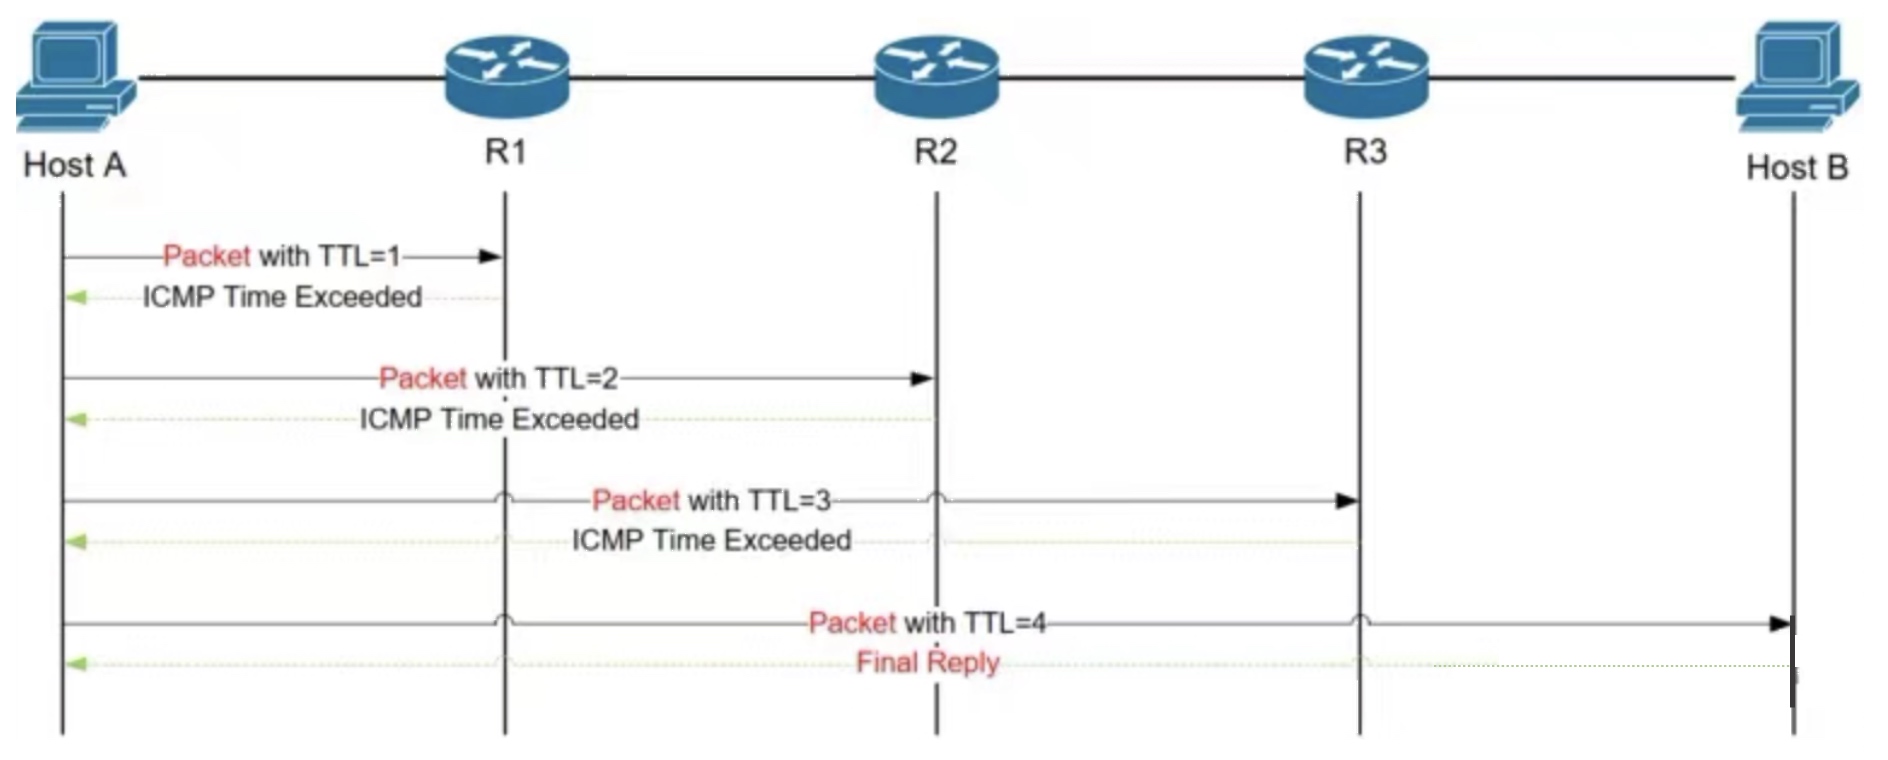 Host A
R1
R2
R3
Host B
Packet with TTL=1
ICMP Time Exceeded
Packet with TTL=2
ICMP Time Exceeded
Packet with TTL=3
ICMP Time Exceeded
Packet with TTL=4
Final Reply